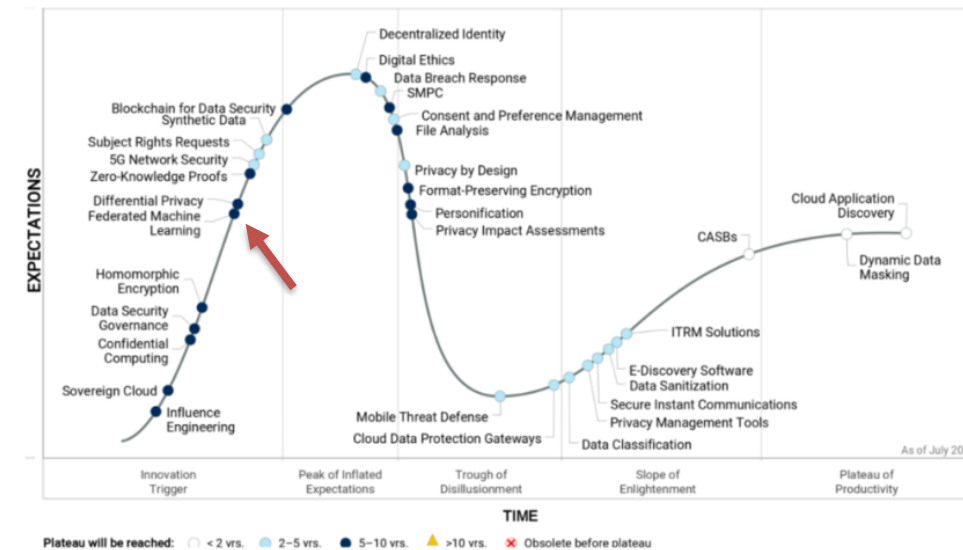 Decentralized Identity
Digital Ethics
Data Breach Response
SMPC
Consent and Preference Management
File Analysis
Privacy by Design
Format-Preserving Encryption
Personification
Privacy Impact Assessments
Blockchain for Data Security
Synthetic Data
Subject Rights Requests
5G Network Security
Zero-Knowledge Proofs
Differential Privacy
Federated Machine
Learning
Homomorphic
Encryption
Data Security
Governance
Confidential
Computing
Sovereign Cloud
Influence
Engineering
Mobile Threat Defense
Cloud Data Protection Gateways
Data Classification
Privacy Management Tools
Secure Instant Communications
Data Sanitization
E-Discovery Software
ITRM Solutions
CASBs
Cloud Application
Discovery
Dynamic Data
Masking
EXPECTATIONS
As of July 20
Innovation
Trigger
Peak of Inflated
Expectations
Trough of
Disillusionment
Slope of
Enlightenment
Plateau of
Productivity
TIME
Plateau will be reached: < 2 yrs. 2–5 yrs. 5–10 yrs. >10 yrs. Obsolete before plateau